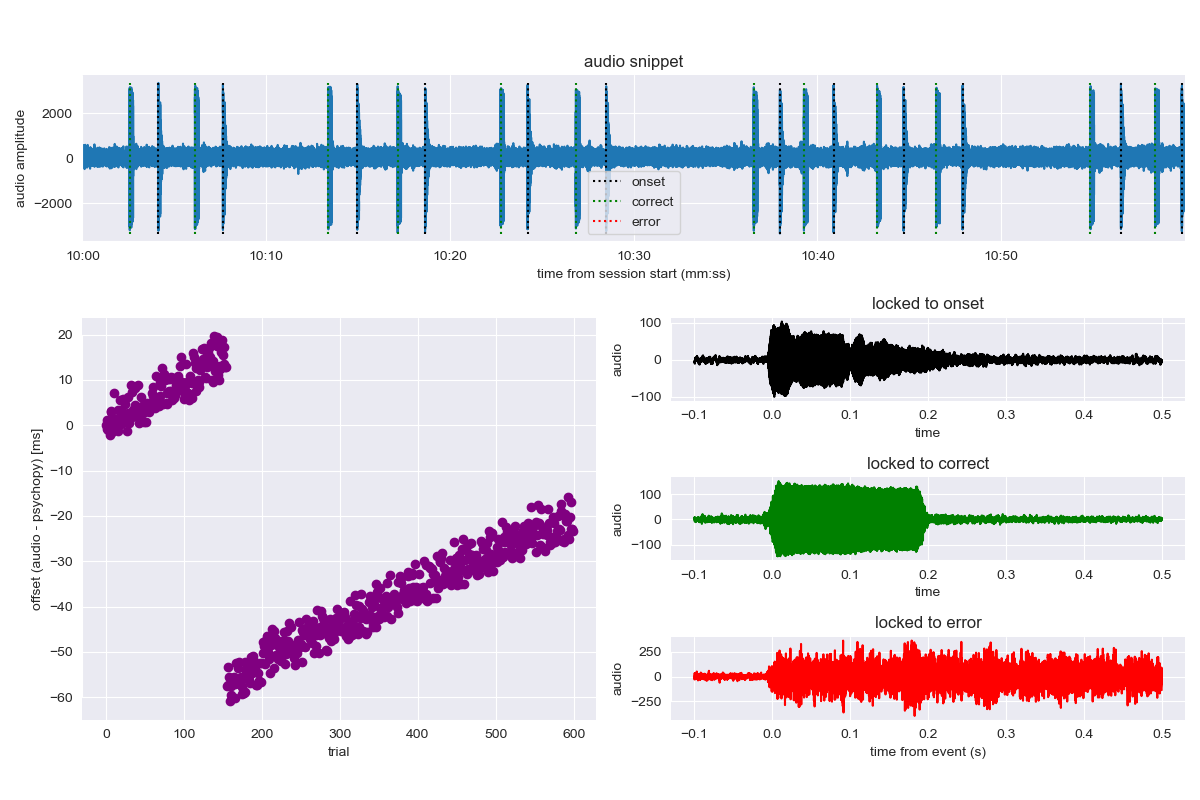 audio snippet
audio amplitude
2000
0
−2000
onset
correct
error
10:00 10:10 10:20 10:30 10:40 10:50
time from session start (mm:ss)
offset (audio - psychopy) [ms]
20
10
0
−10
−20
−30
−40
−50
−60
0 100 200 300 400 500 600
trial
locked to onset
audio
100
0
−100
−0.1 0.0 0.1 0.2 0.3 0.4 0.5
time
locked to correct
audio
100
0
−100
−0.1 0.0 0.1 0.2 0.3 0.4 0.5
time
locked to error
audio
250
0
−250
−0.1 0.0 0.1 0.2 0.3 0.4 0.5
time from event (s)